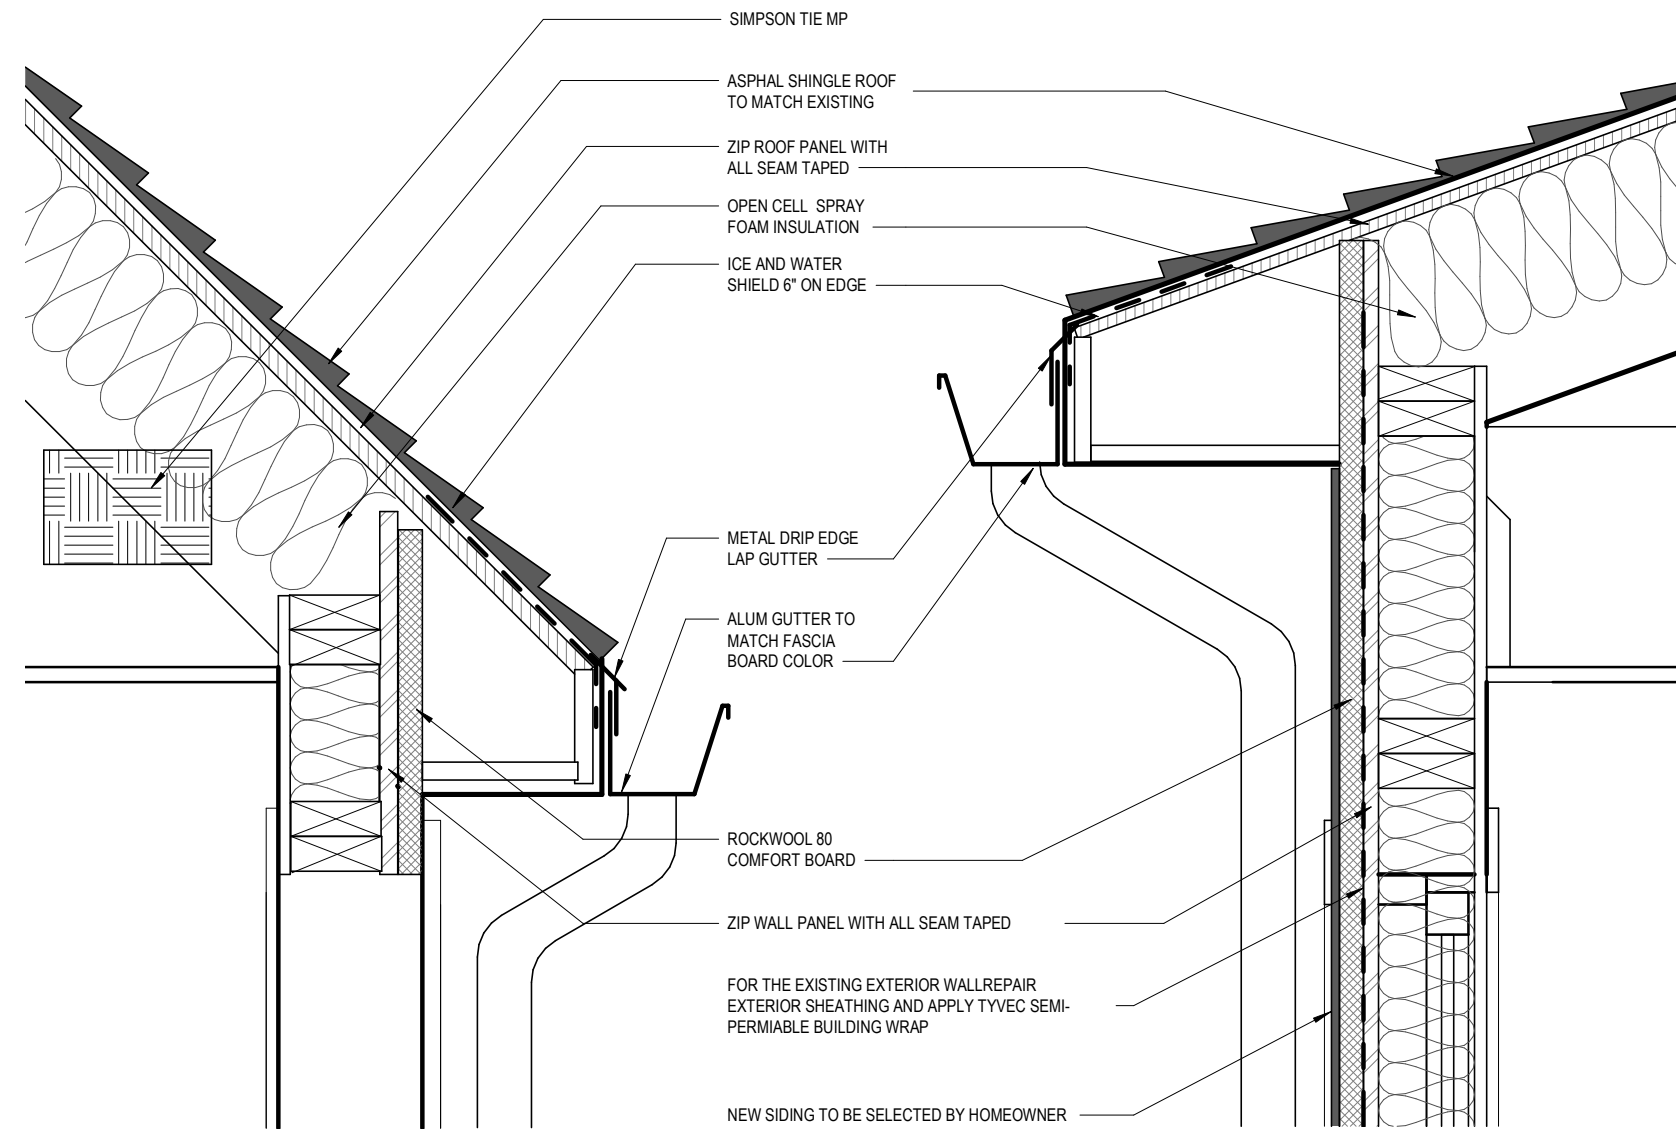 SIMPSON TIE MP
ASPHAL SHINGLE ROOF
TO MATCH EXISTING
ZIP ROOF PANEL WITH
ALL SEAM TAPED
OPEN CELL SPRAY
FOAM INSULATION
ICE AND WATER
SHIELD 6" ON EDGE
METAL DRIP EDGE
LAP GUTTER
ALUM GUTTER TO
MATCH FASCIA
BOARD COLOR
ROCKWOOL 80
COMFORT BOARD
ZIP WALL PANEL WITH ALL SEAM TAPED
FOR THE EXISTING EXTERIOR WALLREPAIR
EXTERIOR SHEATHING AND APPLY TYVEC SEMI-
PERMIABLE BUILDING WRAP
NEW SIDING TO BE SELECTED BY HOMEOWNER